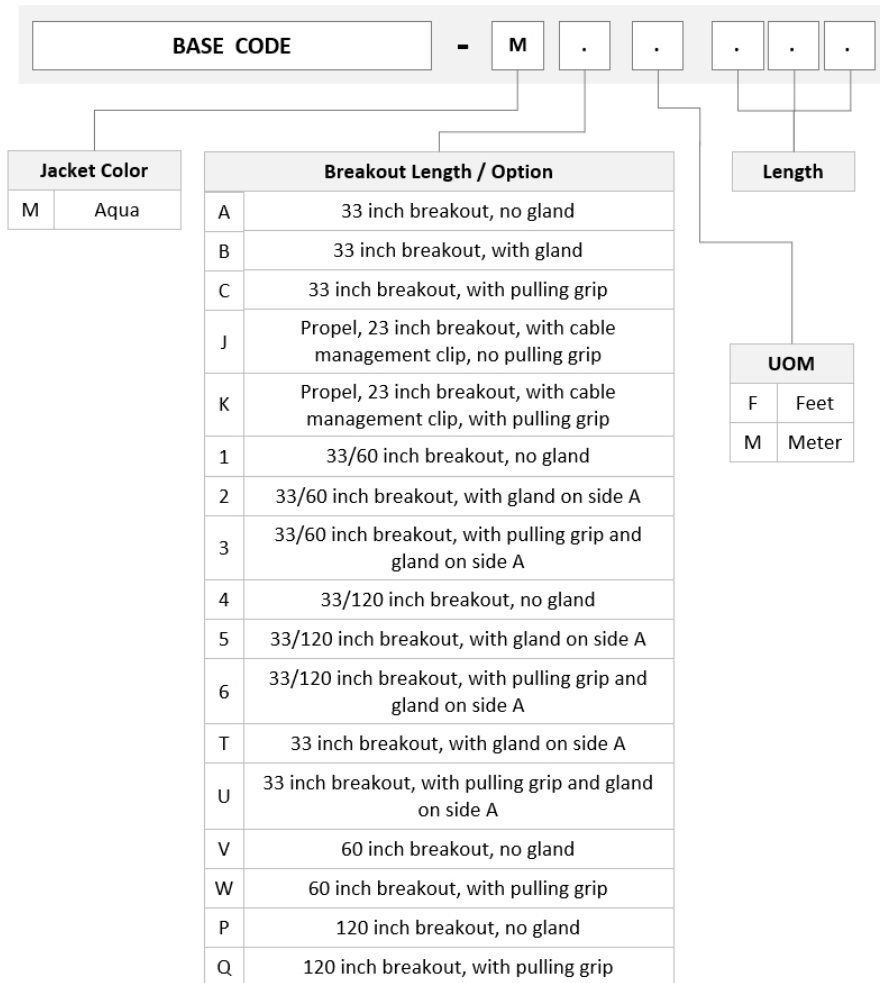 BASE CODE - M . . . . .
Jacket Color
M Aqua
Breakout Length / Option
A 33 inch breakout, no gland
B 33 inch breakout, with gland
C 33 inch breakout, with pulling grip
J Propel, 23 inch breakout, with cable
management clip, no pulling grip
K Propel, 23 inch breakout, with cable
management clip, with pulling grip
1 33/60 inch breakout, no gland
2 33/60 inch breakout, with gland on side A
3 33/60 inch breakout, with pulling grip and
gland on side A
4 33/120 inch breakout, no gland
5 33/120 inch breakout, with gland on side A
6 33/120 inch breakout, with pulling grip and
gland on side A
T 33 inch breakout, with gland on side A
U 33 inch breakout, with pulling grip and gland
on side A
V 60 inch breakout, no gland
W 60 inch breakout, with pulling grip
P 120 inch breakout, no gland
Q 120 inch breakout, with pulling grip
Length
UOM
F Feet
M Meter